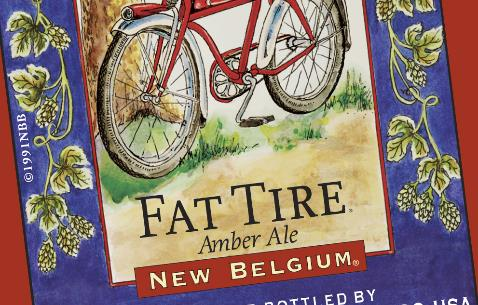 ©1991NBB
FAT TIRE®
Amber Ale
NEW BELGIUM®
BOTTLED BY
USA